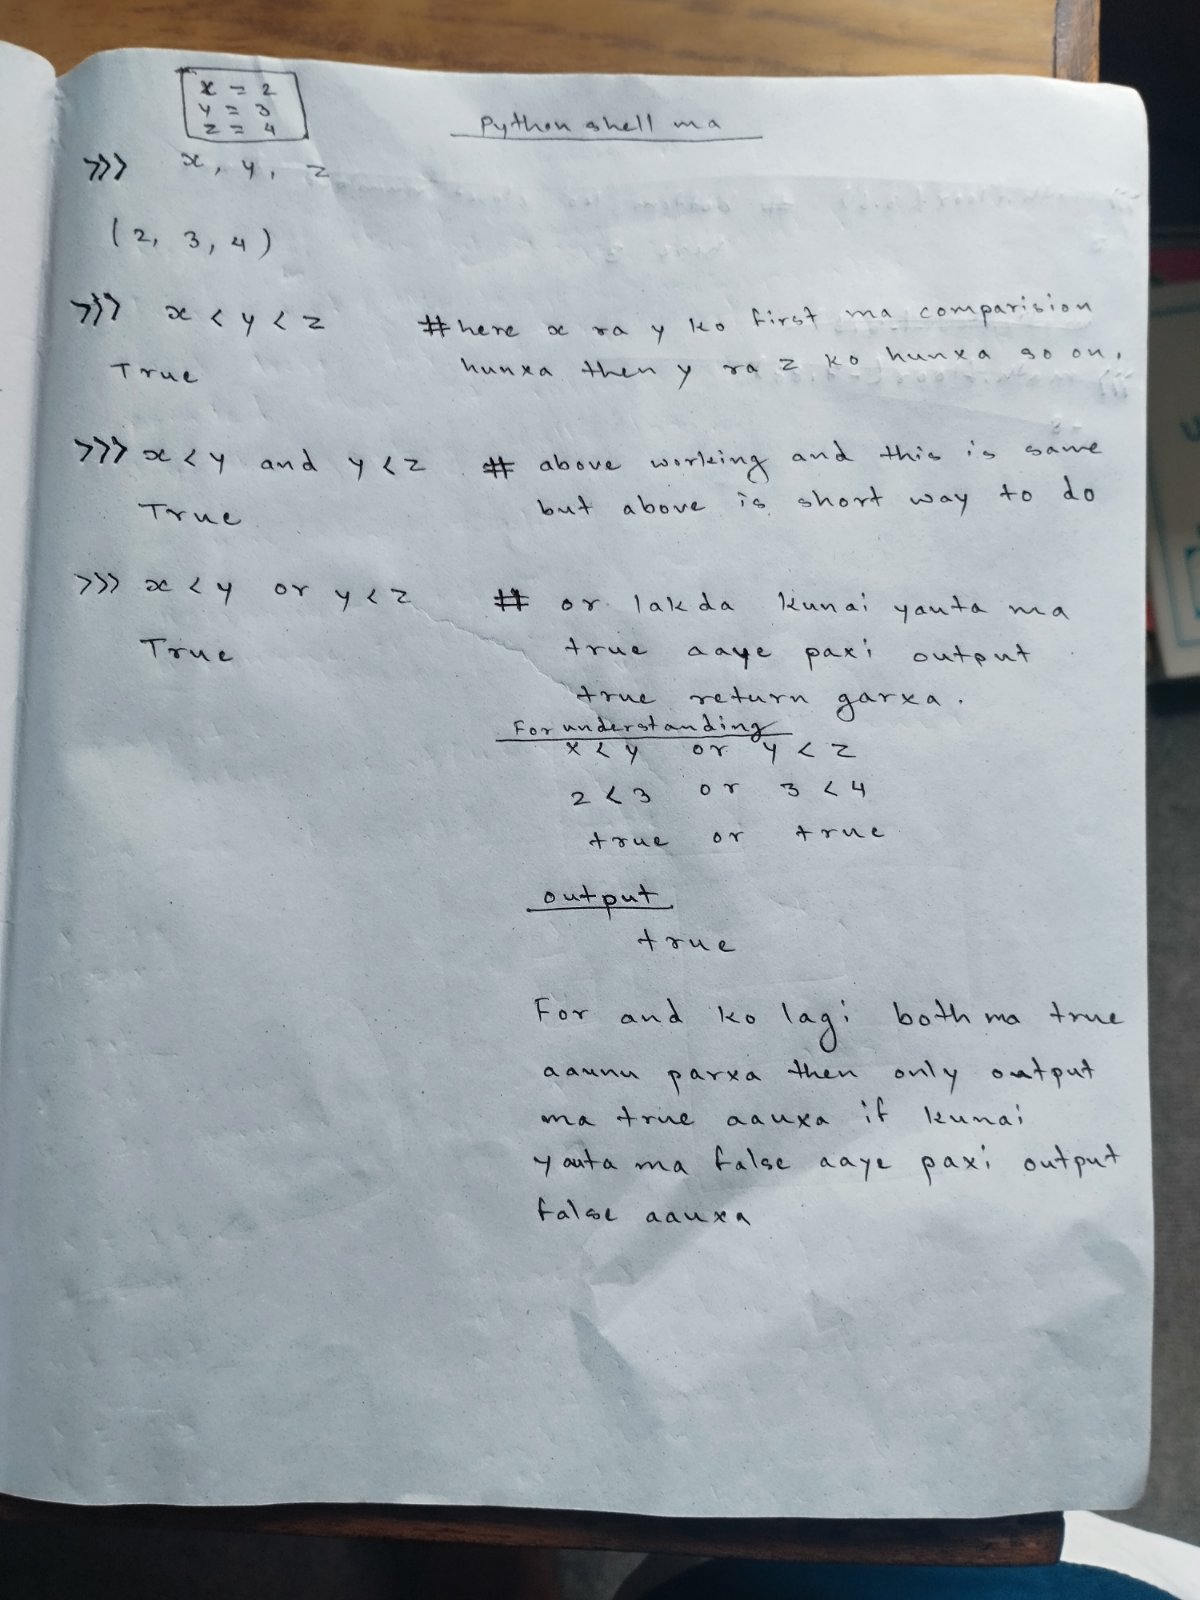 x = 2
y = 3
z = 4
Python shell ma
>>> x, y, z
(2, 3, 4)
>>> x < y < z # here x ra y ko first ma comparision
True hunxa then y ra z ko hunxa so on.
>>> x < y and y < z # above working and this is same
True but above is short way to do
>>> x < y or y < z # or lakda kunai yauta ma
True true aaye paxi output
true return garxa.
For understanding
x < y or y < z
2 < 3 or 3 < 4
true or true
output
true
For and ko lagi both ma true
aaunu parxa then only output
ma true aauxa if kunai
yauta ma false aaye paxi output
false aauxa